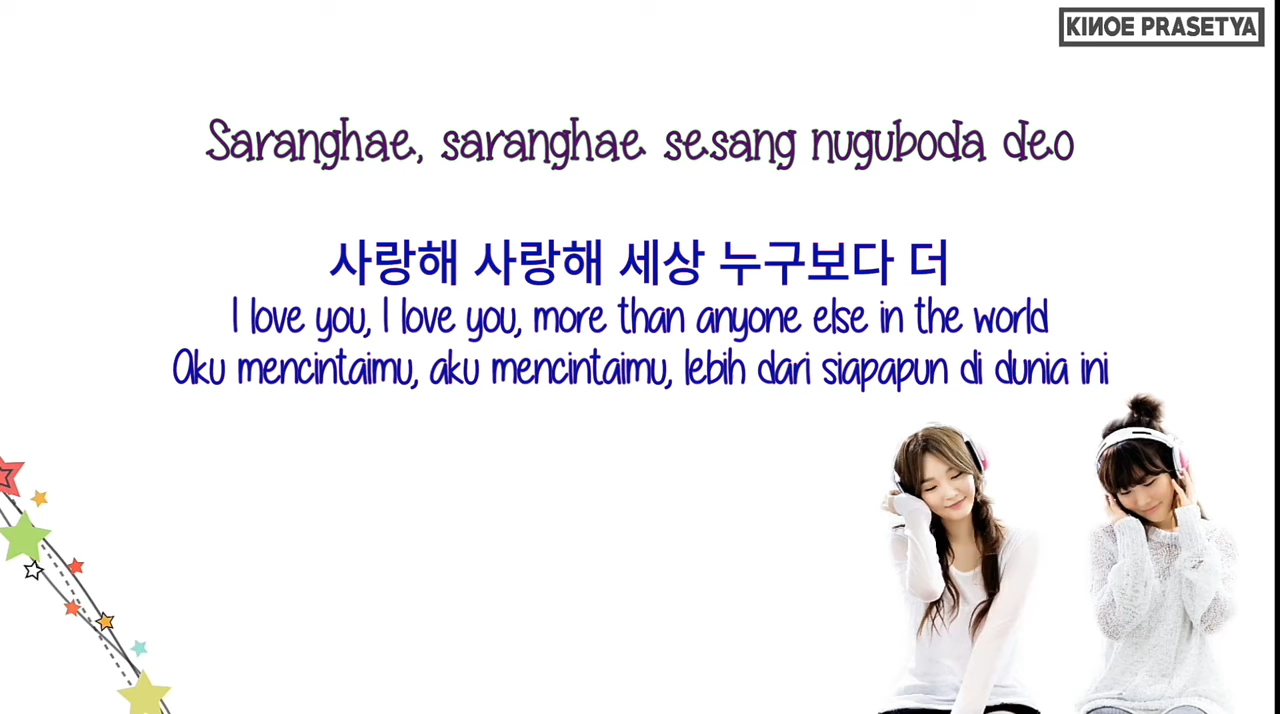 KINOE PRASETYA
Saranghae, saranghae sesang nuguboda deo
사랑해 사랑해 세상 누구보다 더
I love you, I love you, more than anyone else in the world
Aku mencintaimu, aku mencintaimu, lebih dari siapapun di dunia ini